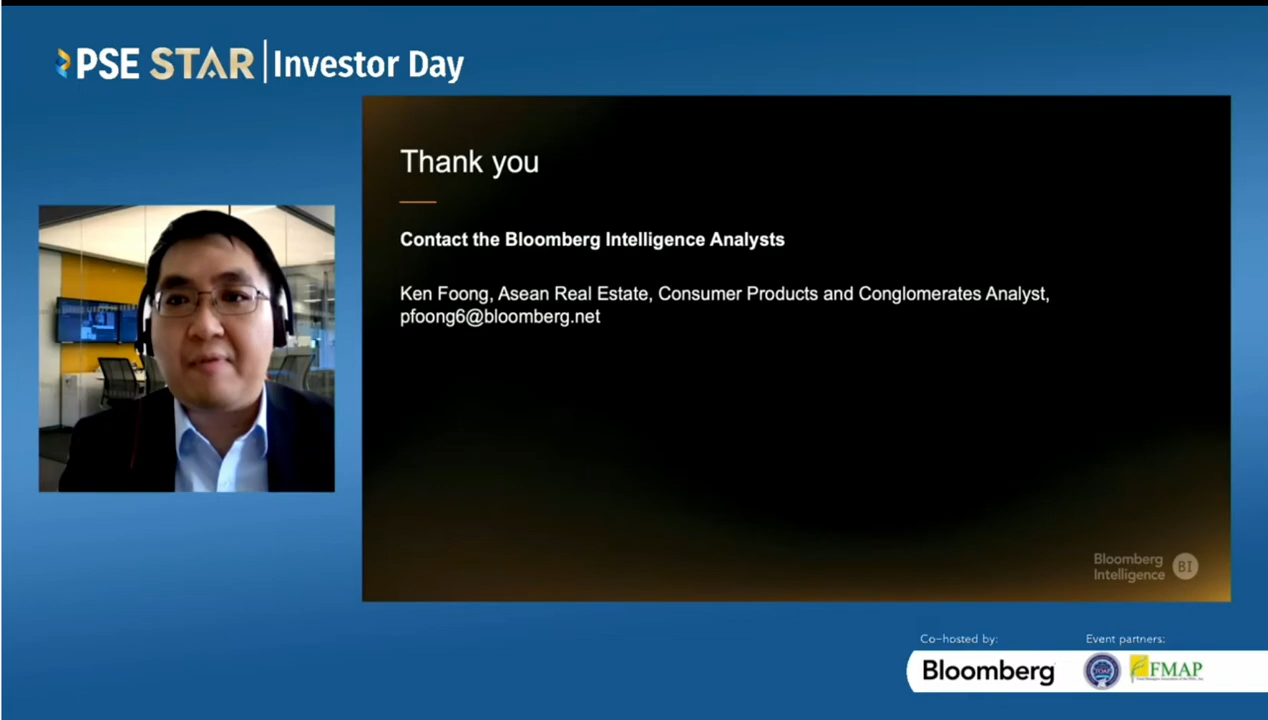 PSE STAR | Investor Day
Thank you
Contact the Bloomberg Intelligence Analysts
Ken Foong, Asean Real Estate, Consumer Products and Conglomerates Analyst,
pfoong6@bloomberg.net
Bloomberg
Intelligence
BI
Co-hosted by:
Event partners:
Bloomberg
FMAP